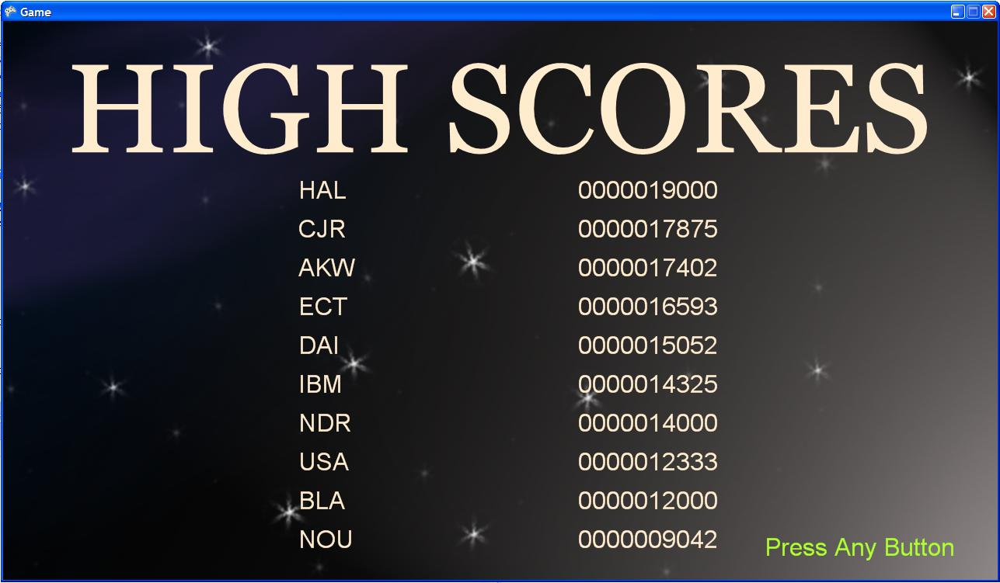 Game
HIGH SCORES
HAL 0000019000
CJR 0000017875
AKW 0000017402
ECT 0000016593
DAI 0000015052
IBM 0000014325
NDR 0000014000
USA 0000012333
BLA 0000012000
NOU 0000009042
Press Any Button